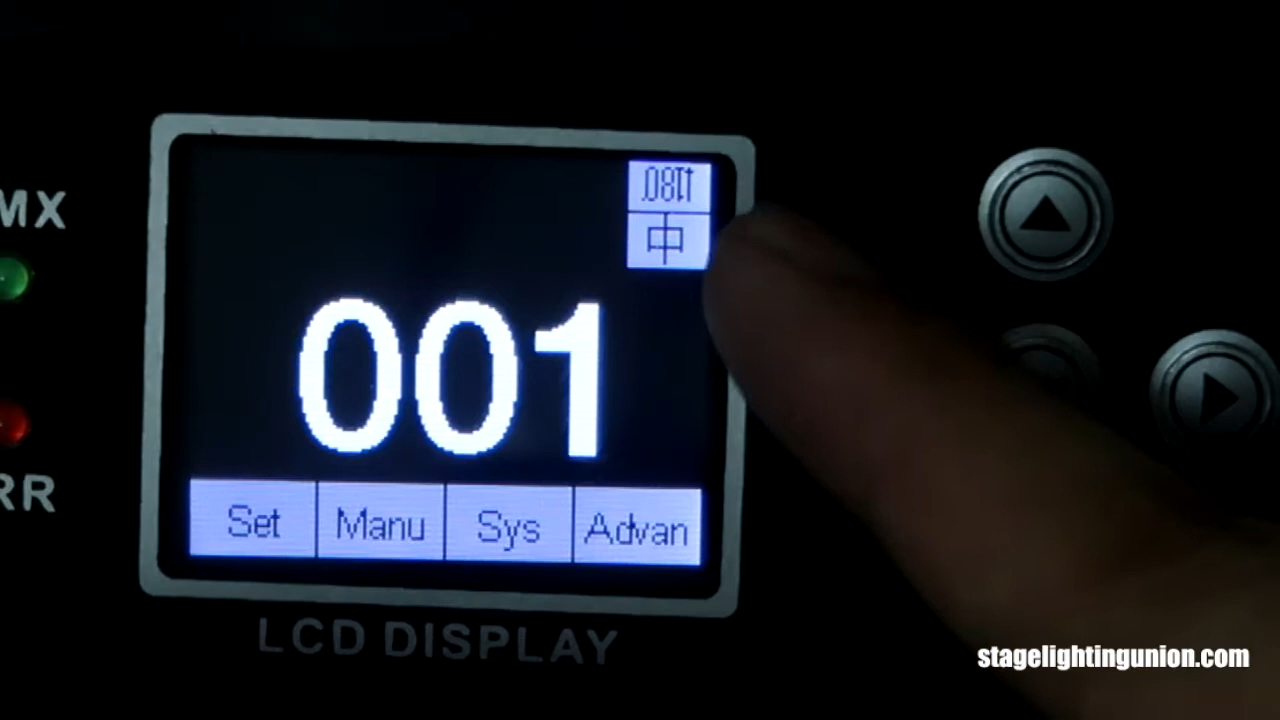 MX
↕180°
中
001
Set Manu Sys Advan
RR
LCD DISPLAY
stagelightingunion.com